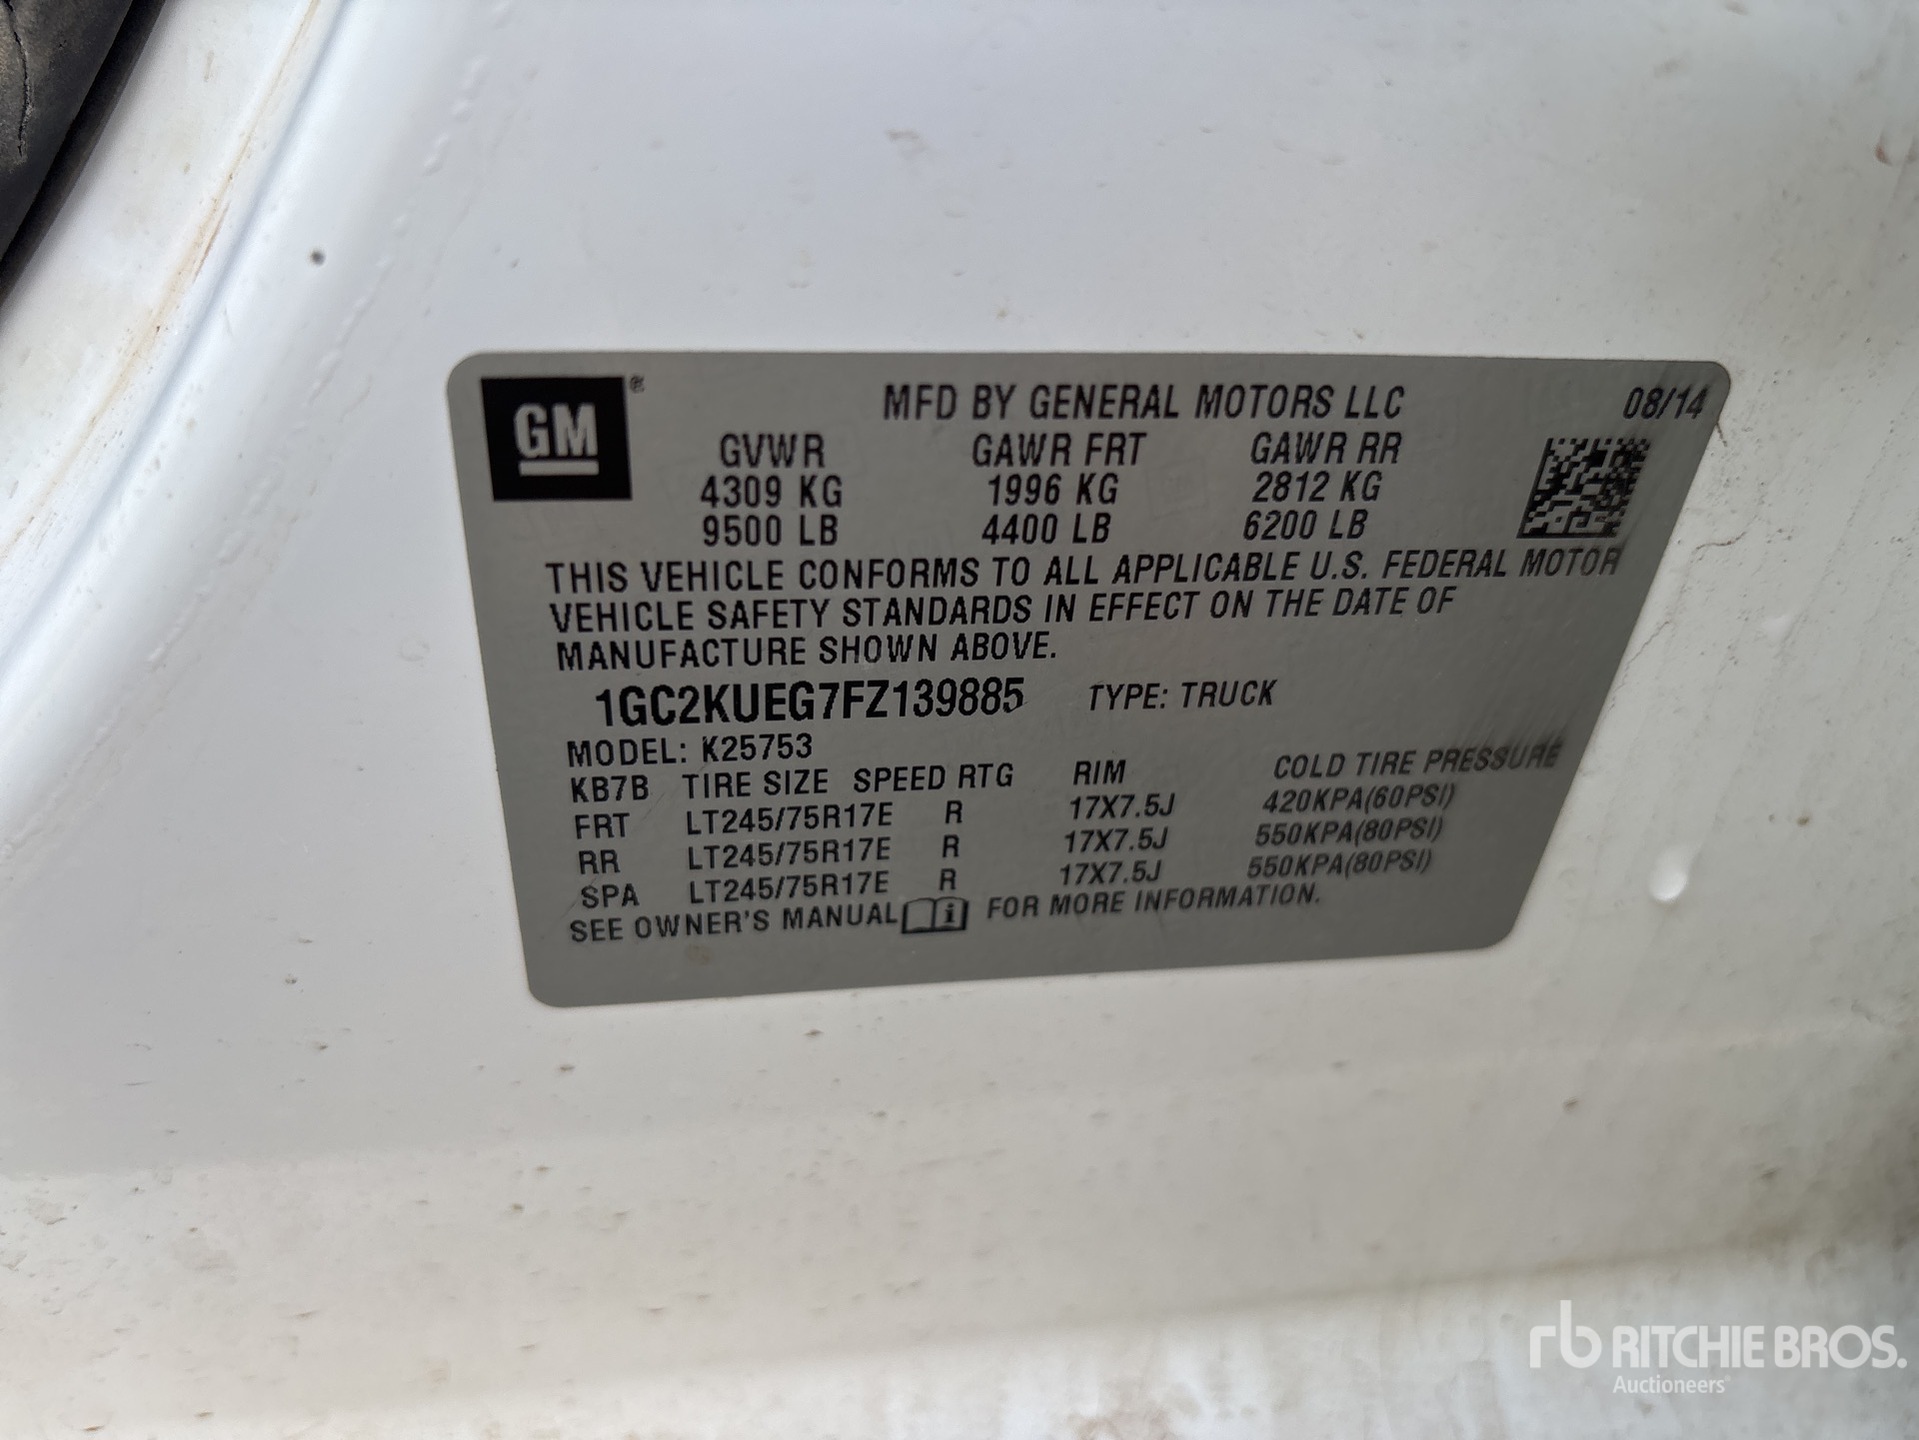 GM ® MFD BY GENERAL MOTORS LLC 08/14
GVWR GAWR FRT GAWR RR
4309 KG 1996 KG 2812 KG
9500 LB 4400 LB 6200 LB
THIS VEHICLE CONFORMS TO ALL APPLICABLE U.S. FEDERAL MOTOR
VEHICLE SAFETY STANDARDS IN EFFECT ON THE DATE OF
MANUFACTURE SHOWN ABOVE.
1GC2KUEG7FZ139885 TYPE: TRUCK
MODEL: K25753
KB7B TIRE SIZE SPEED RTG RIM COLD TIRE PRESSURE
FRT LT245/75R17E R 17X7.5J 420KPA(60PSI)
RR LT245/75R17E R 17X7.5J 550KPA(80PSI)
SPA LT245/75R17E R 17X7.5J 550KPA(80PSI)
SEE OWNER'S MANUAL i FOR MORE INFORMATION.
rb RITCHIE BROS.
Auctioneers